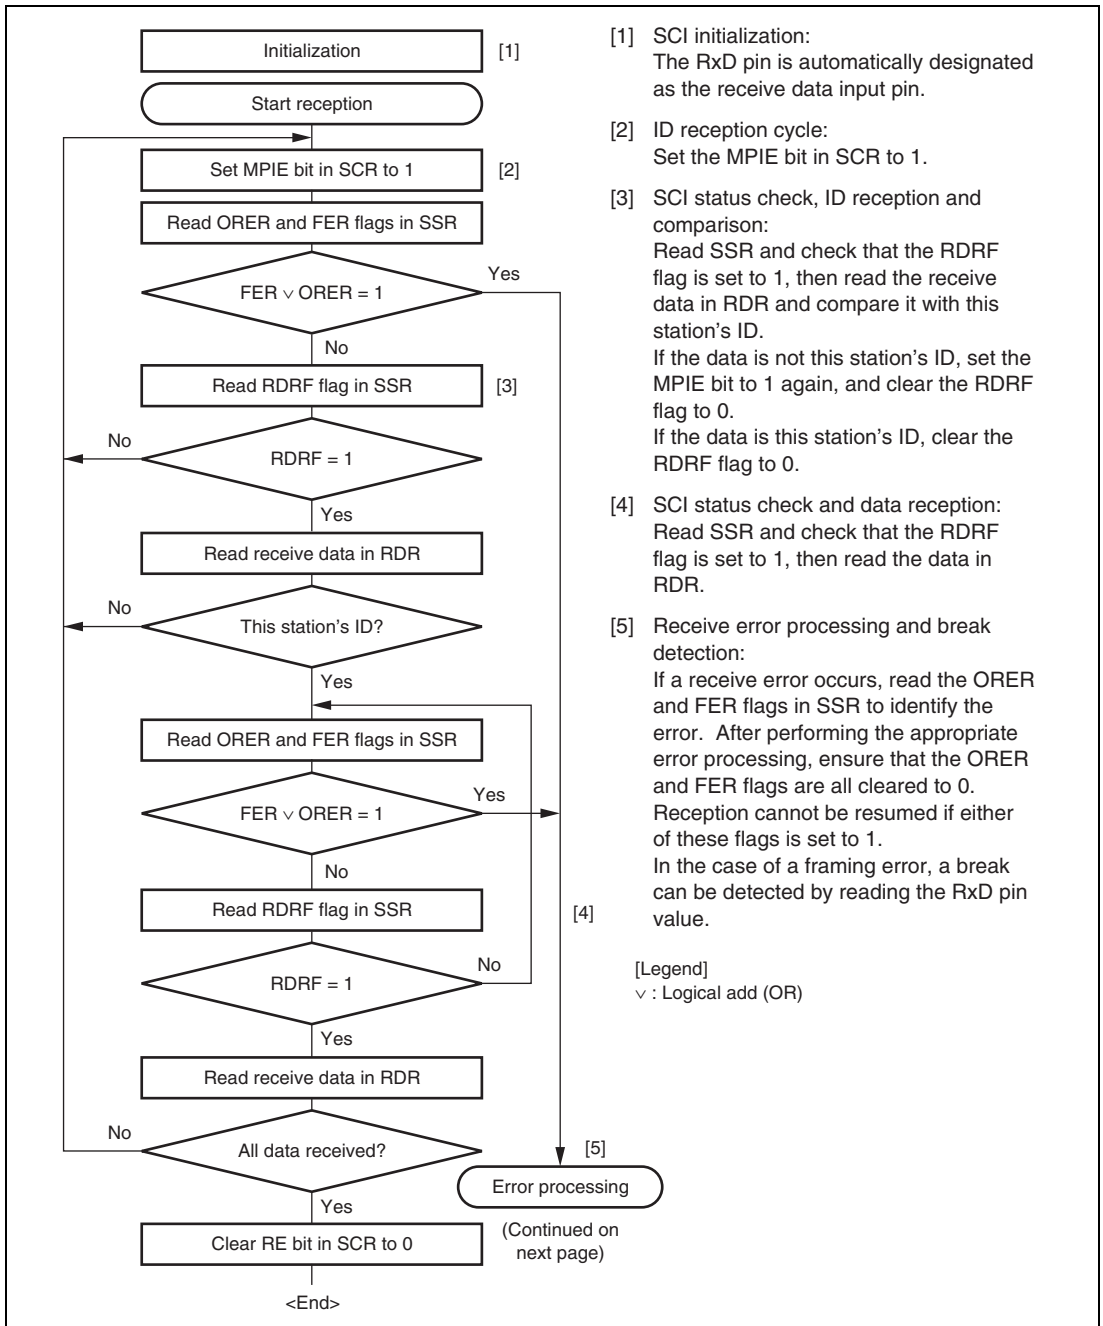 Initialization
[1]
Start reception
Set MPIE bit in SCR to 1
[2]
Read ORER and FER flags in SSR
FER ∨ ORER = 1
Yes
No
Read RDRF flag in SSR
[3]
No
RDRF = 1
Yes
Read receive data in RDR
No
This station's ID?
Yes
Read ORER and FER flags in SSR
FER ∨ ORER = 1
Yes
No
Read RDRF flag in SSR
[4]
RDRF = 1
No
Yes
Read receive data in RDR
No
All data received?
[5]
Error processing
Yes
(Continued on
next page)
Clear RE bit in SCR to 0
<End>
[1] SCI initialization:
The RxD pin is automatically designated
as the receive data input pin.
[2] ID reception cycle:
Set the MPIE bit in SCR to 1.
[3] SCI status check, ID reception and
comparison:
Read SSR and check that the RDRF
flag is set to 1, then read the receive
data in RDR and compare it with this
station's ID.
If the data is not this station's ID, set the
MPIE bit to 1 again, and clear the RDRF
flag to 0.
If the data is this station's ID, clear the
RDRF flag to 0.
[4] SCI status check and data reception:
Read SSR and check that the RDRF
flag is set to 1, then read the data in
RDR.
[5] Receive error processing and break
detection:
If a receive error occurs, read the ORER
and FER flags in SSR to identify the
error. After performing the appropriate
error processing, ensure that the ORER
and FER flags are all cleared to 0.
Reception cannot be resumed if either
of these flags is set to 1.
In the case of a framing error, a break
can be detected by reading the RxD pin
value.
[Legend]
∨ : Logical add (OR)